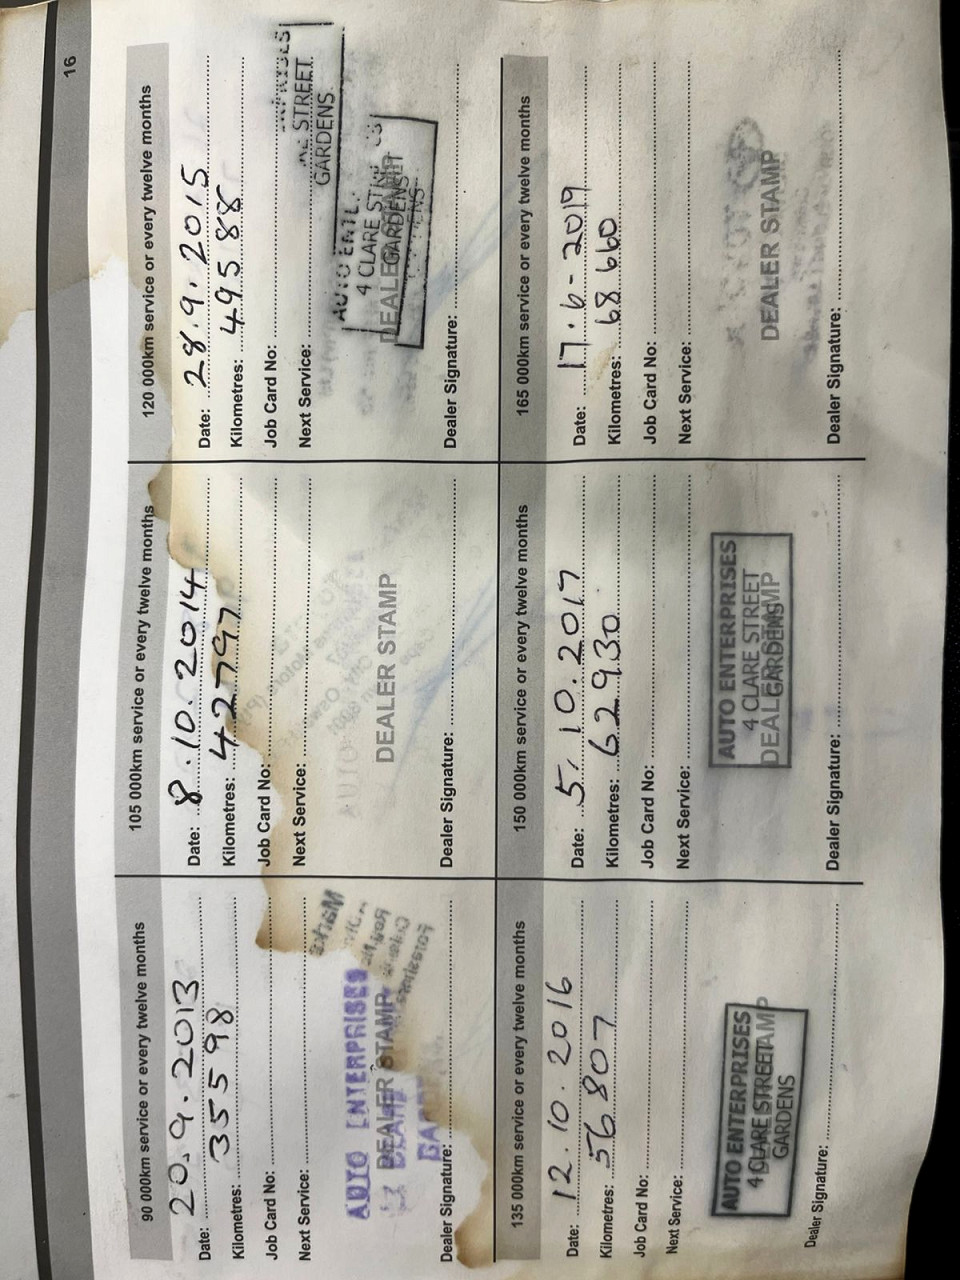 16
90 000km service or every twelve months
Date: 20.9.2013
Kilometres: 35598
Job Card No:
Next Service:
AUTO ENTERPRISES
DEALER STAMP
Dealer Signature:
105 000km service or every twelve months
Date: 8.10.2014
Kilometres: 42797
Job Card No:
Next Service:
DEALER STAMP
Dealer Signature:
120 000km service or every twelve months
Date: 28.9.2015
Kilometres: 49588
Job Card No:
Next Service:
STREET
GARDENS
4 CLARE
GARDENS
Dealer Signature:
135 000km service or every twelve months
Date: 12.10.2016
Kilometres: 56807
Job Card No:
Next Service:
AUTO ENTERPRISES
4 CLARE STREET
GARDENS
Dealer Signature:
150 000km service or every twelve months
Date: 5.10.2017
Kilometres: 62930
Job Card No:
Next Service:
AUTO ENTERPRISES
4 CLARE STREET
GARDENS
DEALER STAMP
Dealer Signature:
165 000km service or every twelve months
Date: 17.6-2019
Kilometres: 68660
Job Card No:
Next Service:
DEALER STAMP
Dealer Signature: